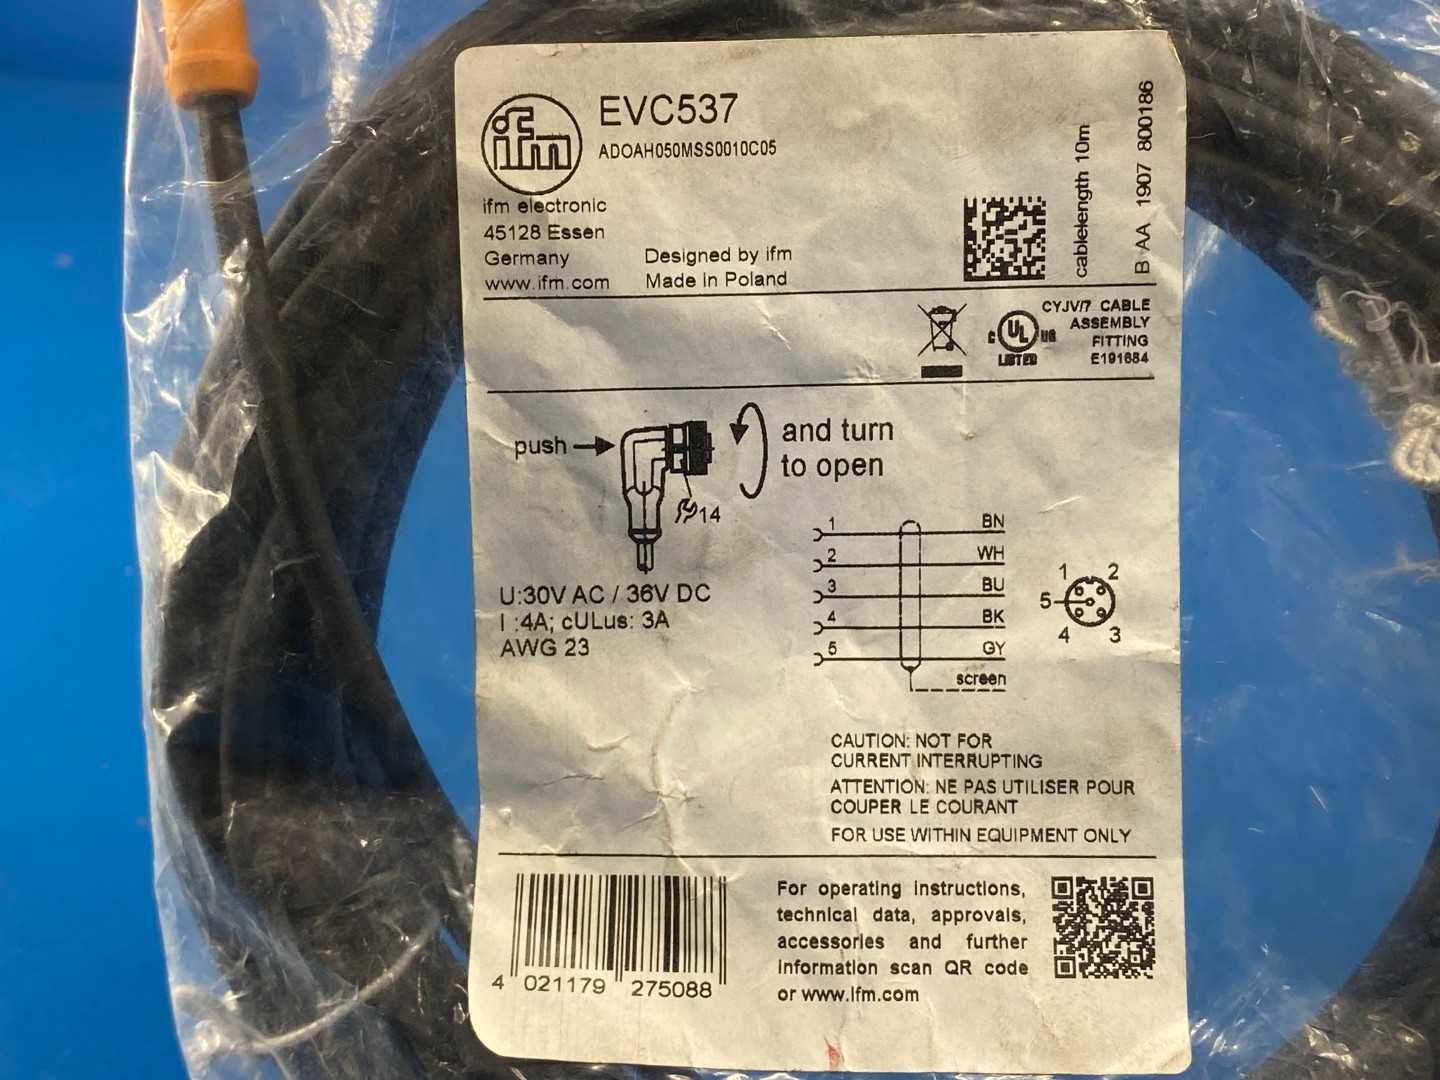 ifm
EVC537
ADOAH050MSS0010C05
ifm electronic
45128 Essen
Germany
www.ifm.com
Designed by ifm
Made in Poland
cablelength 10m
B AA 1907 800186
C UL US
LISTED
CYJV/7 CABLE
ASSEMBLY
FITTING
E191684
push
and turn
to open
14
U:30V AC / 36V DC
I :4A; cULus: 3A
AWG 23
1 BN
2 WH
3 BU
4 BK
5 GY
screen
1 2
5
4 3
CAUTION: NOT FOR
CURRENT INTERRUPTING
ATTENTION: NE PAS UTILISER POUR
COUPER LE COURANT
FOR USE WITHIN EQUIPMENT ONLY
4 021179 275088
For operating instructions,
technical data, approvals,
accessories and further
information scan QR code
or www.ifm.com